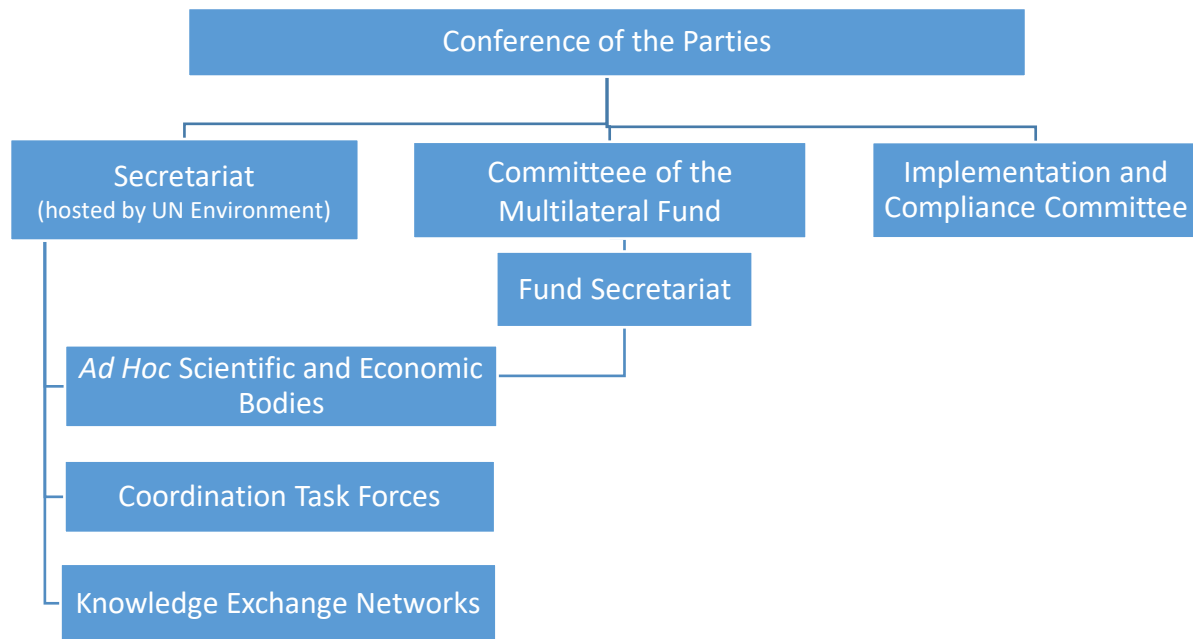 Conference of the Parties
Secretariat
(hosted by UN Environment)
Committeee of the
Multilateral Fund
Implementation and
Compliance Committee
Fund Secretariat
Ad Hoc Scientific and Economic
Bodies
Coordination Task Forces
Knowledge Exchange Networks